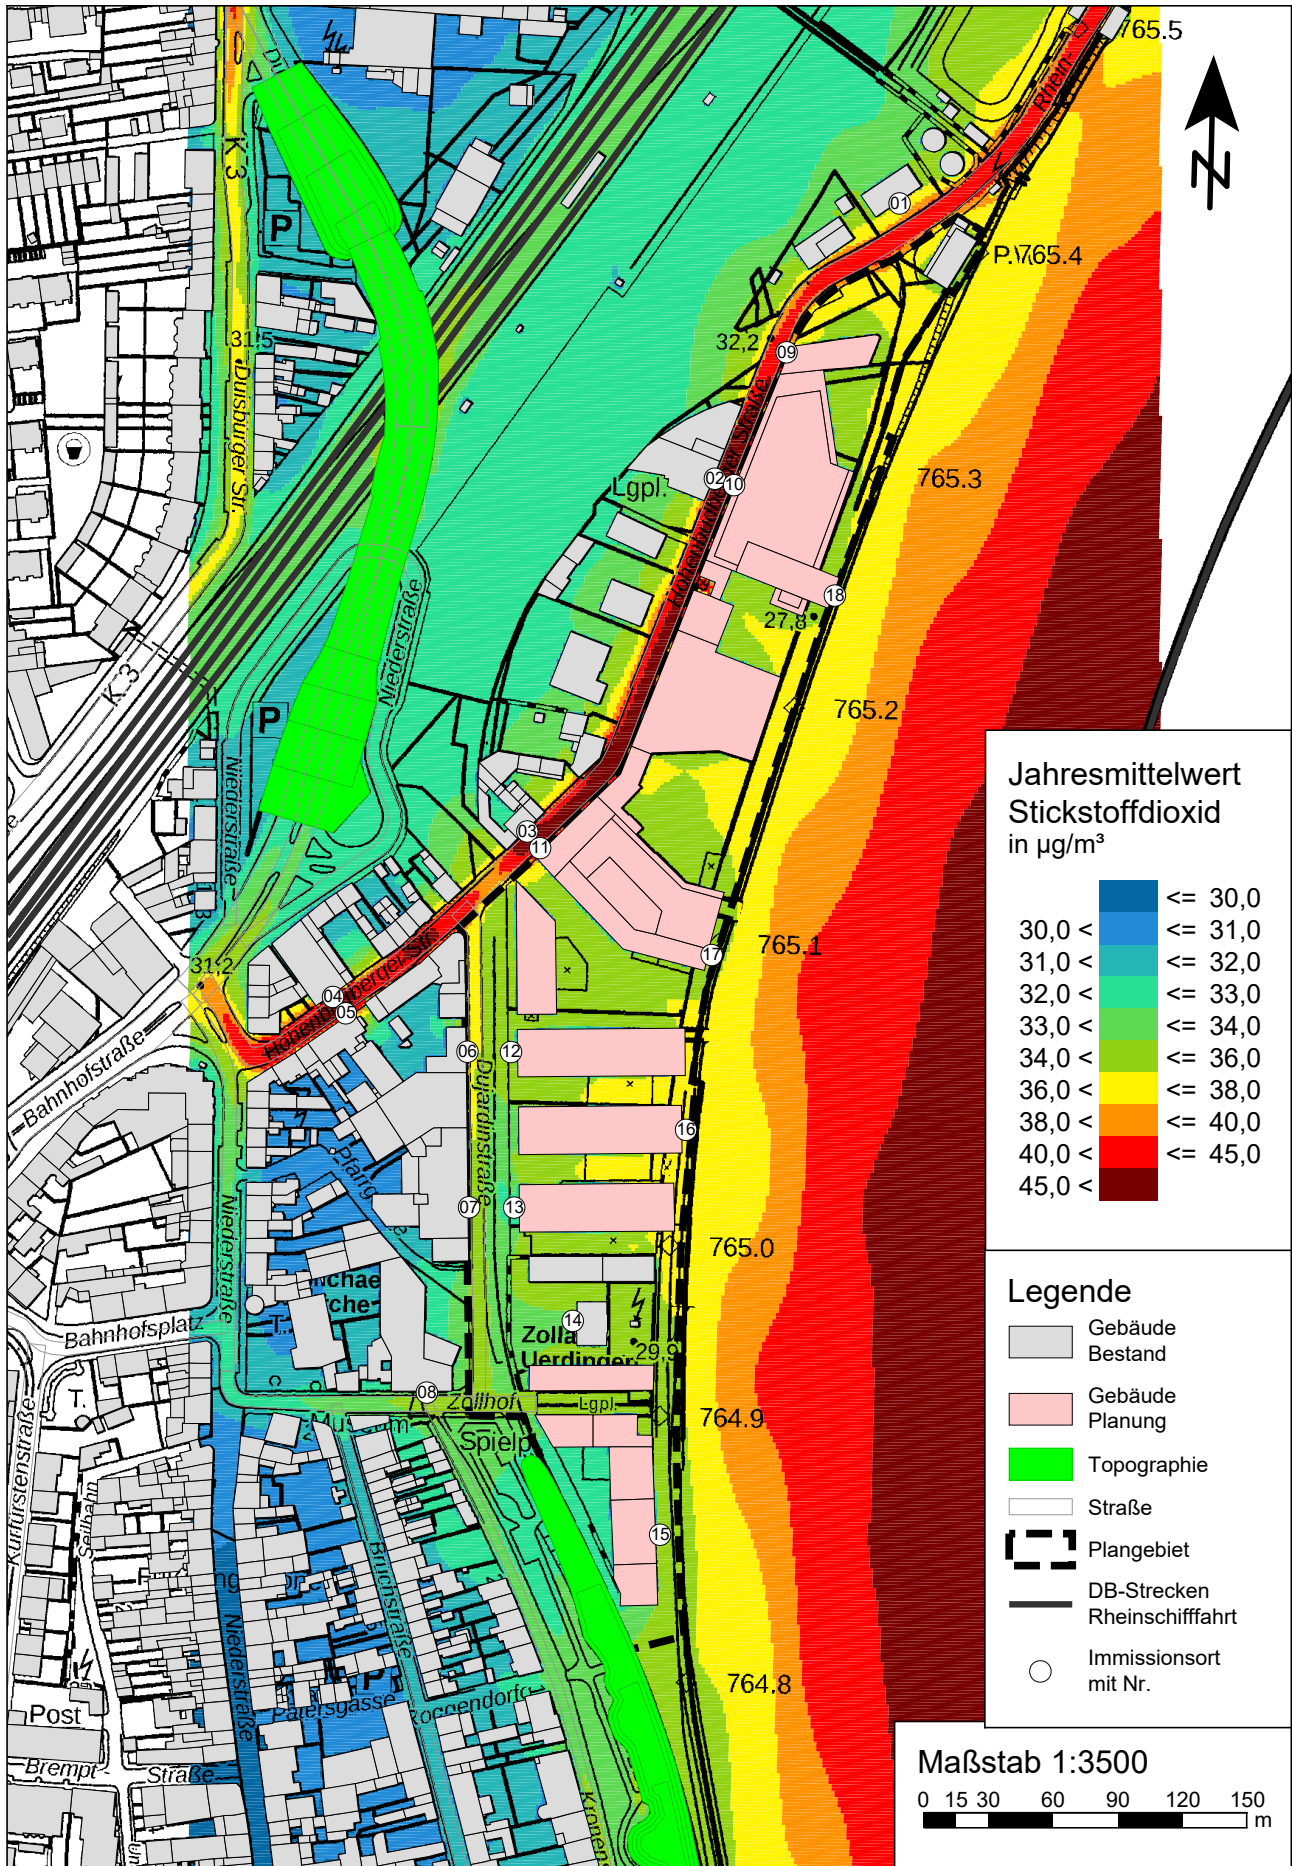 765.5
Rhein-
K 3
P
01
P.W.
765.4
31,5
32,2
09
Duisburger Str.
Hohenbudberger Straße
02
10
Lgpl.
765.3
18
27,8
Niederstraße
K 3
P
765.2
Niederstraße
03
11
765.1
17
31,2
04
05
Hohenbudberger Str.
06
12
Bahnhofstraße
Dujardinstraße
16
07
13
Niederstraße
765.0
14
Bahnhofsplatz
T.
Zolla
Uerdingen
29,9
08
Zollhof
Lgpl.
764.9
T.
Museum
Spielp
Kurfürstenstraße
Seilbahn
15
Bruchstraße
Niederstraße
P
764.8
Patersgasse
Post
Brempt-
Straße
Jahresmittelwert
Stickstoffdioxid
in µg/m³
<= 30,0
30,0 < <= 31,0
31,0 < <= 32,0
32,0 < <= 33,0
33,0 < <= 34,0
34,0 < <= 36,0
36,0 < <= 38,0
38,0 < <= 40,0
40,0 < <= 45,0
45,0 <
Legende
Gebäude
Bestand
Gebäude
Planung
Topographie
Straße
Plangebiet
DB-Strecken
Rheinschifffahrt
Immissionsort
mit Nr.
Maßstab 1:3500
0 15 30 60 90 120 150
m